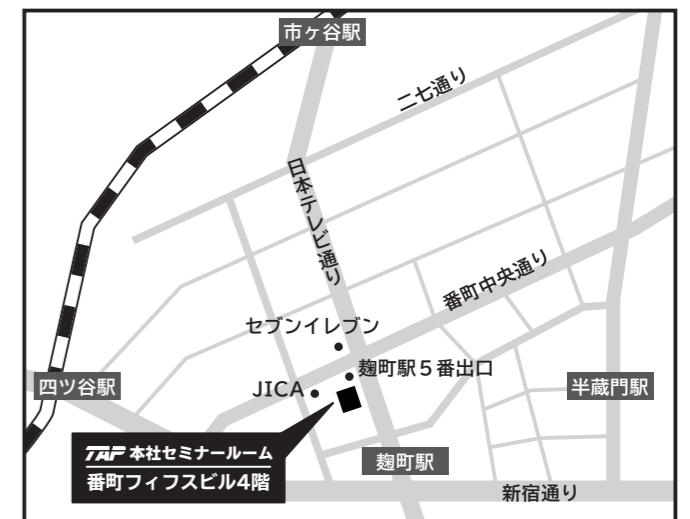 市ヶ谷駅
二七通り
日本テレビ通り
番町中央通り
セブンイレブン
麹町駅５番出口
四ツ谷駅
JICA
半蔵門駅
TAP 本社セミナールーム
番町フィフスビル4階
麹町駅
新宿通り